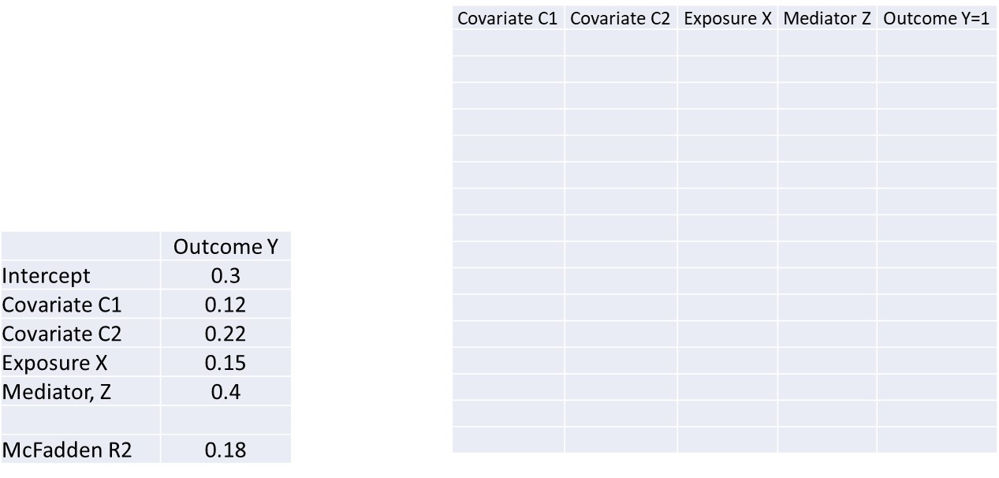 Covariate C1 Covariate C2 Exposure X Mediator Z Outcome Y=1
Outcome Y
Intercept 0.3
Covariate C1 0.12
Covariate C2 0.22
Exposure X 0.15
Mediator, Z 0.4
McFadden R2 0.18